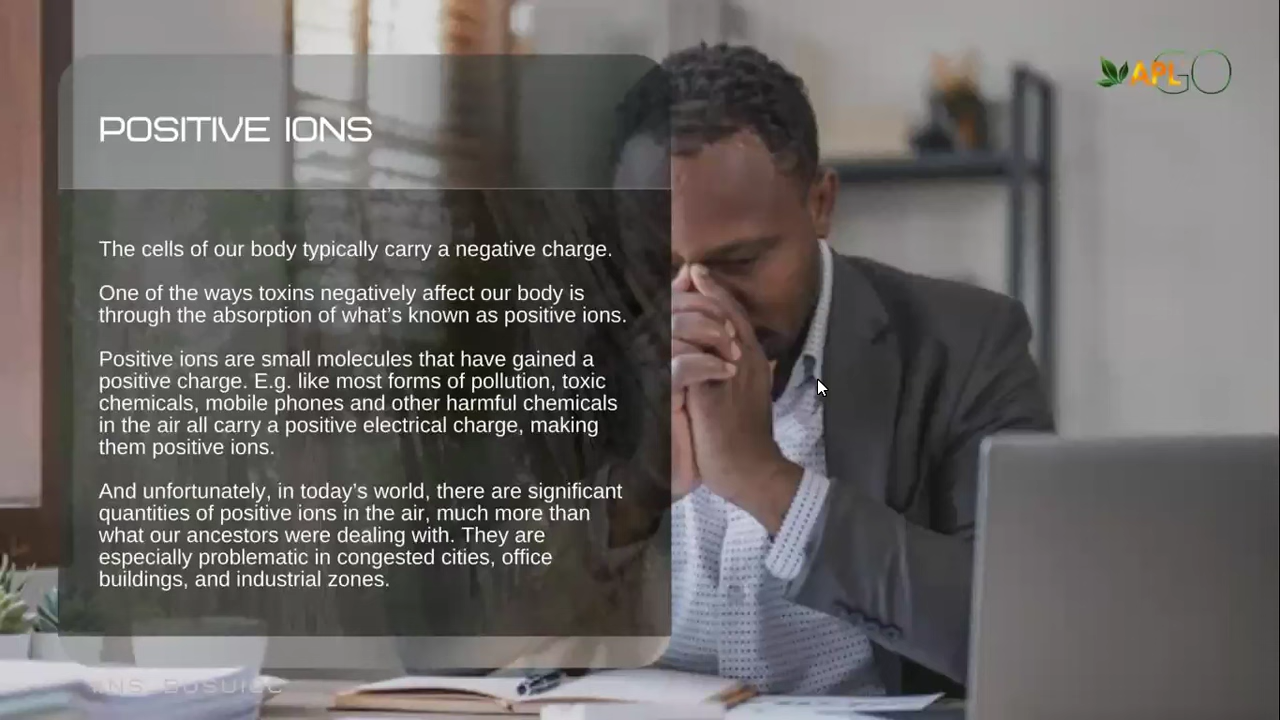 APLGO
POSITIVE IONS
The cells of our body typically carry a negative charge.
One of the ways toxins negatively affect our body is
through the absorption of what’s known as positive ions.
Positive ions are small molecules that have gained a
positive charge. E.g. like most forms of pollution, toxic
chemicals, mobile phones and other harmful chemicals
in the air all carry a positive electrical charge, making
them positive ions.
And unfortunately, in today’s world, there are significant
quantities of positive ions in the air, much more than
what our ancestors were dealing with. They are
especially problematic in congested cities, office
buildings, and industrial zones.